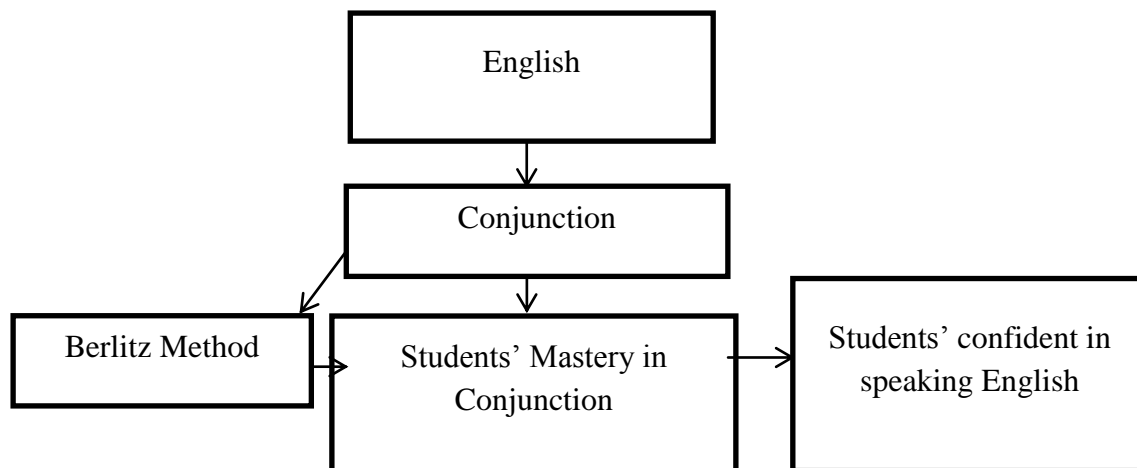 English
Conjunction
Berlitz Method
Students’ Mastery in
Conjunction
Students’ confident in
speaking English